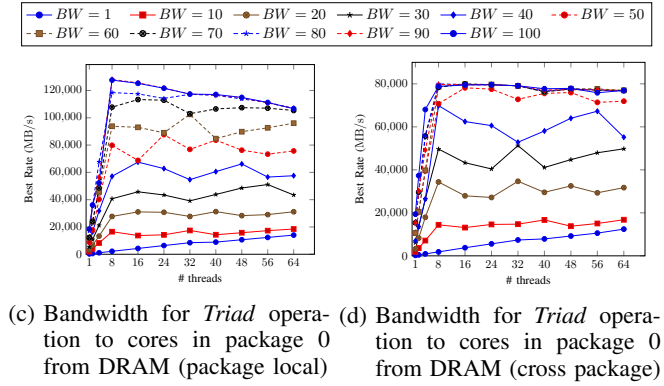 BW = 1 BW = 10 BW = 20 BW = 30 BW = 40 BW = 50
BW = 60 BW = 70 BW = 80 BW = 90 BW = 100
Best Rate (MB/s)
120,000
100,000
80,000
60,000
40,000
20,000
0
1 8 16 24 32 40 48 56 64
# threads
Best Rate (MB/s)
80,000
60,000
40,000
20,000
0
1 8 16 24 32 40 48 56 64
# threads
(c) Bandwidth for Triad opera-
tion to cores in package 0
from DRAM (package local)
(d) Bandwidth for Triad opera-
tion to cores in package 0
from DRAM (cross package)